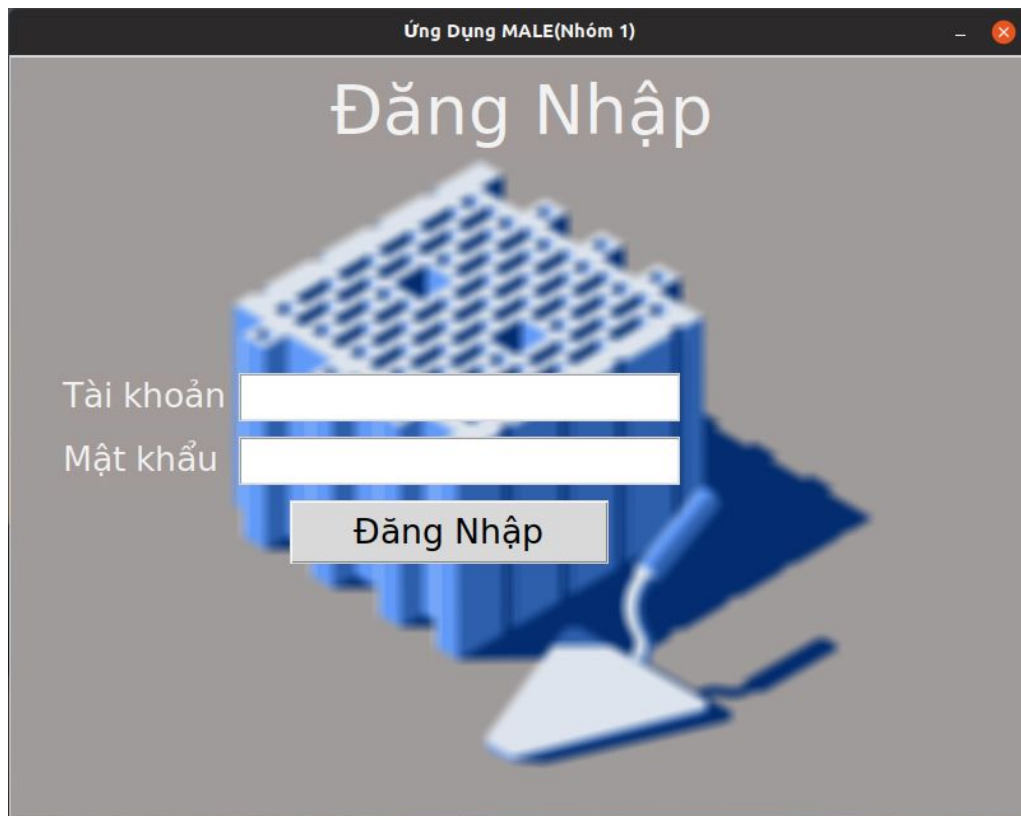 Ứng Dụng MALE(Nhóm 1)
Đăng Nhập
Tài khoản
Mật khẩu
Đăng Nhập